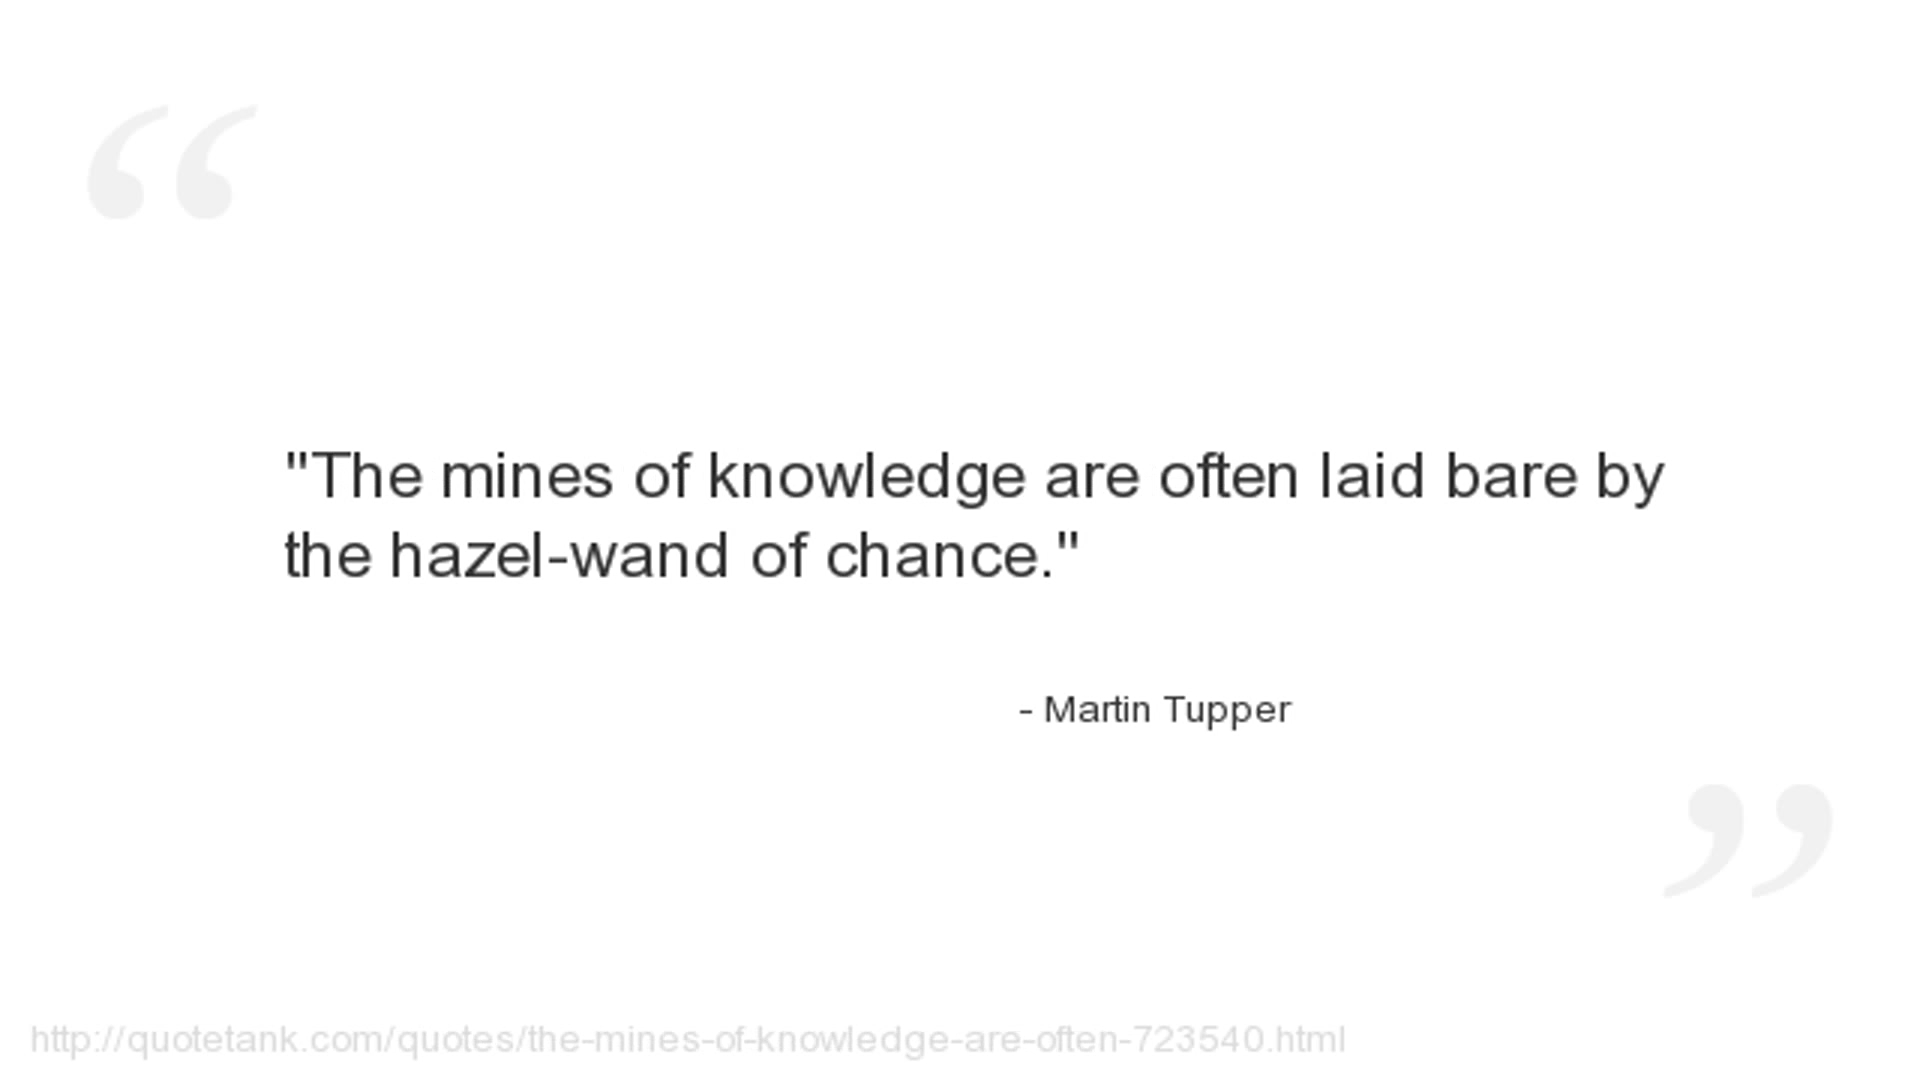 "The mines of knowledge are often laid bare by
the hazel-wand of chance."
- Martin Tupper
http://quotetank.com/quotes/the-mines-of-knowledge-are-often-723540.html